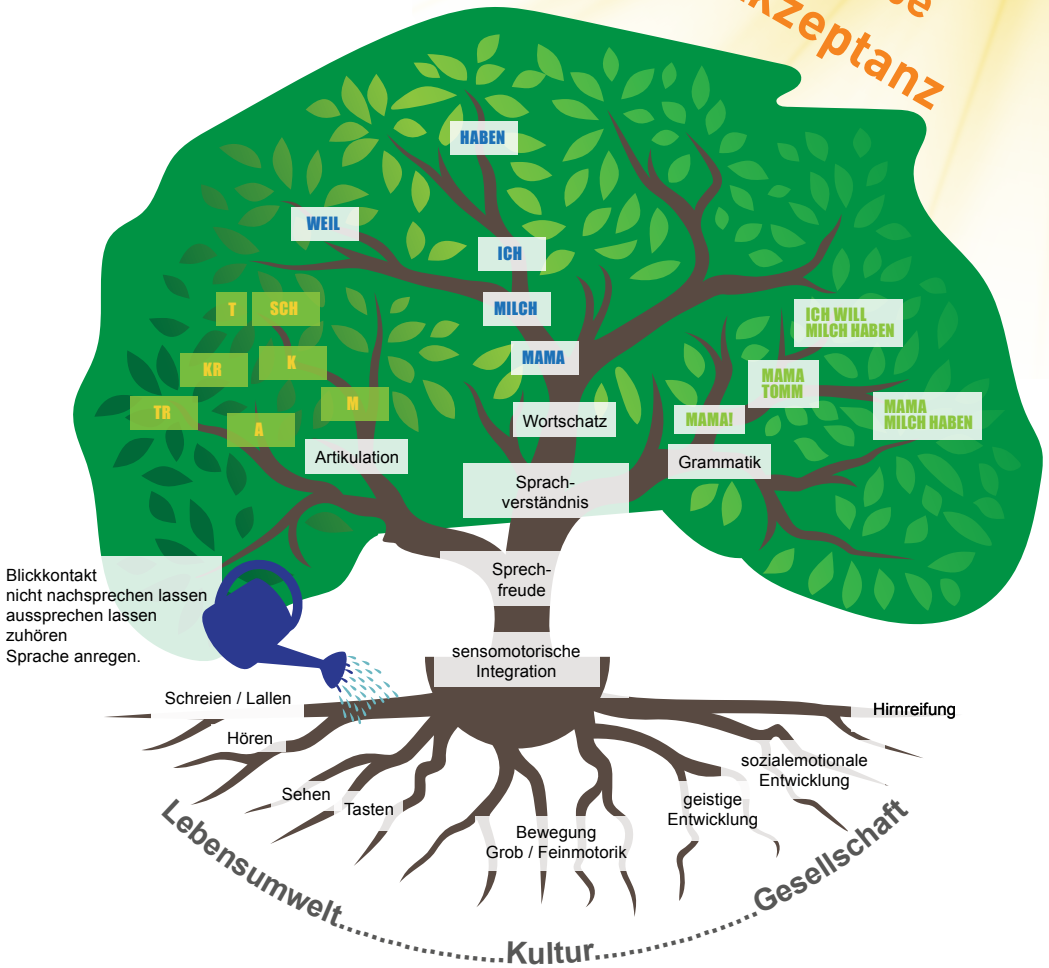 HABEN
WEIL
ICH
MILCH
MAMA
Wortschatz
T
SCH
KR
K
TR
A
M
Artikulation
ICH WILL
MILCH HABEN
MAMA
TOMM
MAMA!
MAMA
MILCH HABEN
Grammatik
Sprach-
verständnis
Sprech-
freude
sensomotorische
Integration
Blickkontakt
nicht nachsprechen lassen
aussprechen lassen
zuhören
Sprache anregen.
Schreien / Lallen
Hören
Sehen
Tasten
Bewegung
Grob / Feinmotorik
geistige
Entwicklung
sozialemotionale
Entwicklung
Hirnreifung
Lebensumwelt
Kultur
Gesellschaft